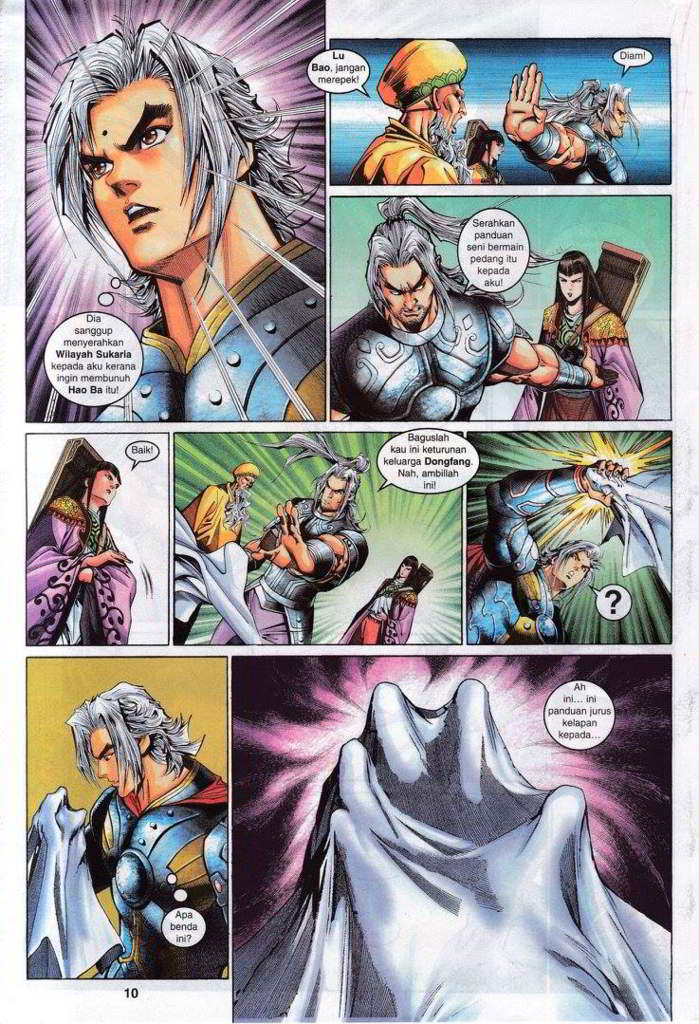 Dia
sanggup
menyerahkan
Wilayah Sukaria
kepada aku kerana
ingin membunuh
Hao Ba itu!
Lu
Bao, jangan
merepek!
Diam!
Serahkan
panduan
seni bermain
pedang itu
kepada
aku!
Baik!
Baguslah
kau ini keturunan
keluarga Dongfang.
Nah, ambillah
ini!
?
Apa
benda
ini?
Ah
ini... ini
panduan jurus
kelapan
kepada...
10